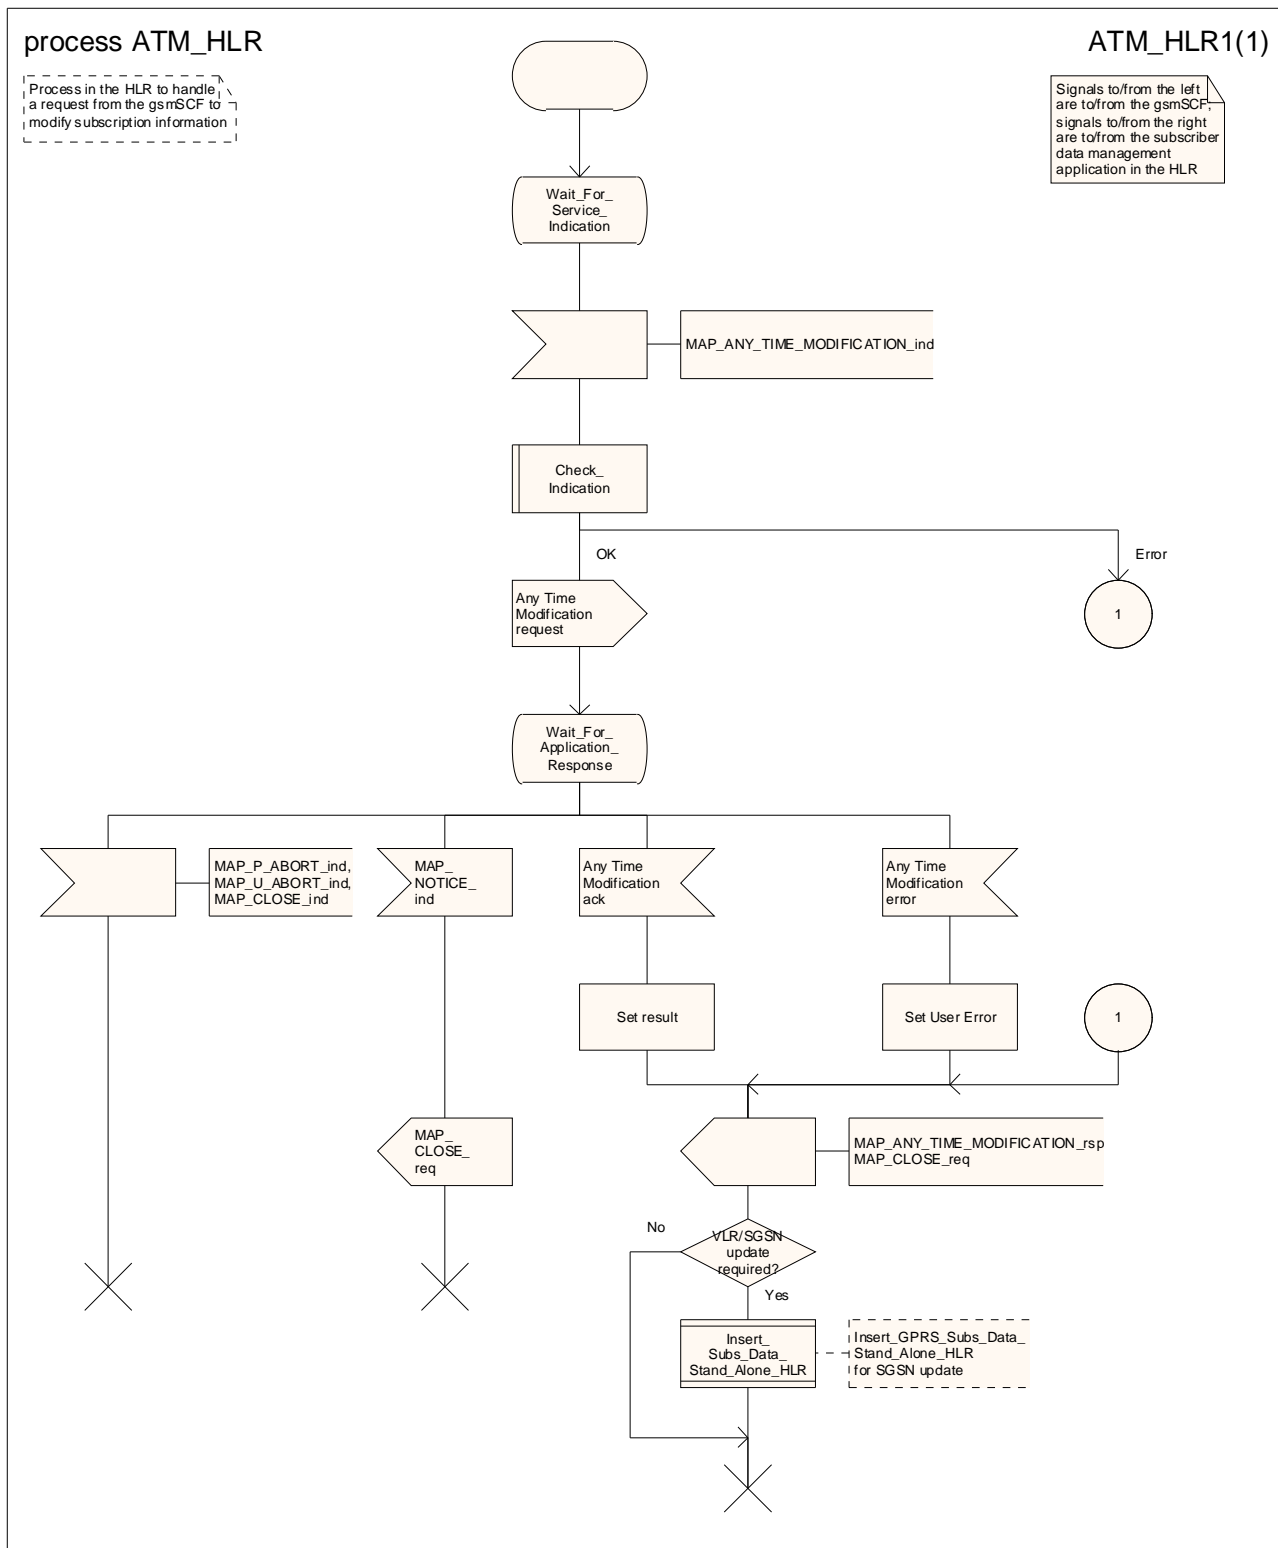 process ATM_HLR
ATM_HLR1(1)
Process in the HLR to handle
a request from the gsmSCF to
modify subscription information
Signals to/from the left
are to/from the gsmSCF;
signals to/from the right
are to/from the subscriber
data management
application in the HLR
Wait_For_
Service_
Indication
MAP_ANY_TIME_MODIFICATION_ind
Check_
Indication
OK
Error
Any Time
Modification
request
1
Wait_For_
Application_
Response
MAP_P_ABORT_ind,
MAP_U_ABORT_ind,
MAP_CLOSE_ind
MAP_
NOTICE_
ind
Any Time
Modification
ack
Any Time
Modification
error
Set result
Set User Error
1
MAP_
CLOSE_
req
MAP_ANY_TIME_MODIFICATION_rsp
MAP_CLOSE_req
No
VLR/SGSN
update
required?
Yes
Insert_
Subs_Data_
Stand_Alone_HLR
Insert_GPRS_Subs_Data_
Stand_Alone_HLR
for SGSN update